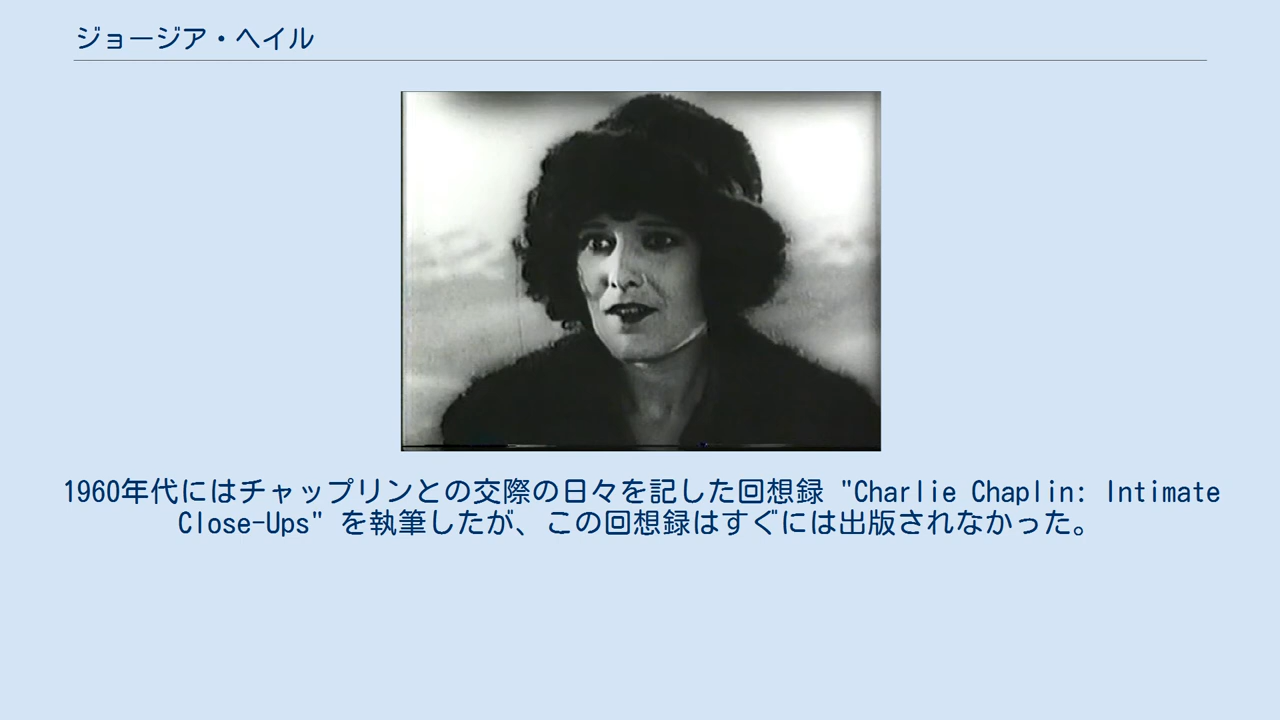 ジョージア・ヘイル
1960年代にはチャップリンとの交際の日々を記した回想録 "Charlie Chaplin: Intimate
Close-Ups" を執筆したが、この回想録はすぐには出版されなかった。